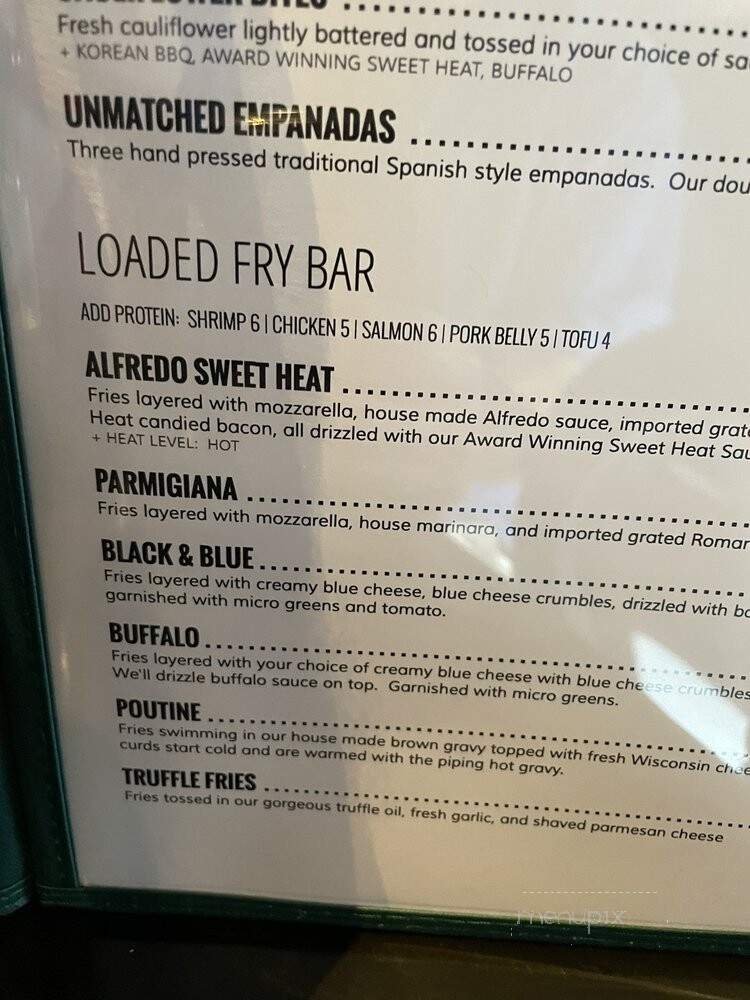 Fresh cauliflower lightly battered and tossed in your choice of
+ KOREAN BBQ, AWARD WINNING SWEET HEAT, BUFFALO
UNMATCHED EMPANADAS
Three hand pressed traditional Spanish style empanadas. Our
LOADED FRY BAR
ADD PROTEIN: SHRIMP 6 | CHICKEN 5 | SALMON 6 | PORK BELLY 5 | TOFU 4
ALFREDO SWEET HEAT
Fries layered with mozzarella, house made Alfredo sauce, imported
Heat candied bacon, all drizzled with our Award Winning Sweet Heat
+ HEAT LEVEL: HOT
PARMIGIANA
Fries layered with mozzarella, house marinara, and imported grated
BLACK & BLUE
Fries layered with creamy blue cheese, blue cheese crumbles, drizzled with
garnished with micro greens and tomato.
BUFFALO
Fries layered with your choice of creamy blue cheese with blue cheese crumbles
We'll drizzle buffalo sauce on top. Garnished with micro greens.
POUTINE
Fries swimming in our house made brown gravy topped with fresh Wisconsin
curds start cold and are warmed with the piping hot gravy.
TRUFFLE FRIES
Fries tossed in our gorgeous truffle oil, fresh garlic, and shaved parmesan cheese
menupix